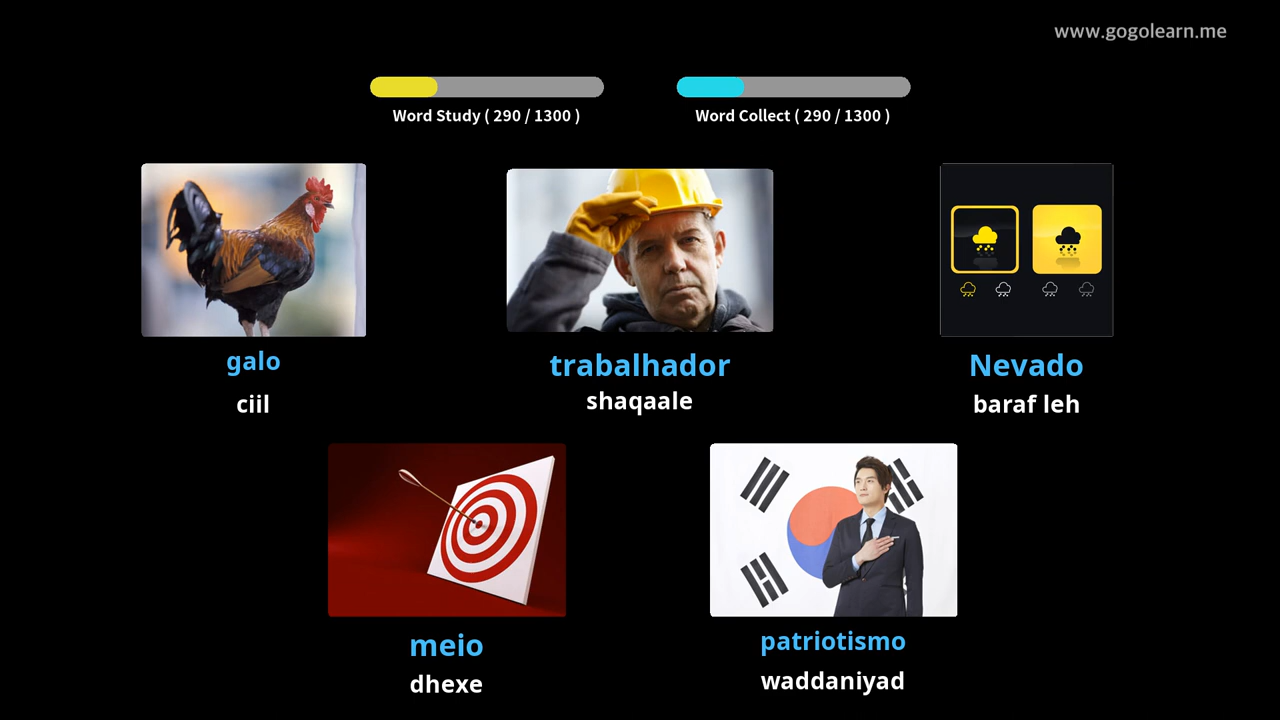 www.gogolearn.me
Word Study ( 290 / 1300 )
Word Collect ( 290 / 1300 )
galo
ciil
trabalhador
shaqaale
Nevado
baraf leh
meio
dhexe
patriotismo
waddaniyad